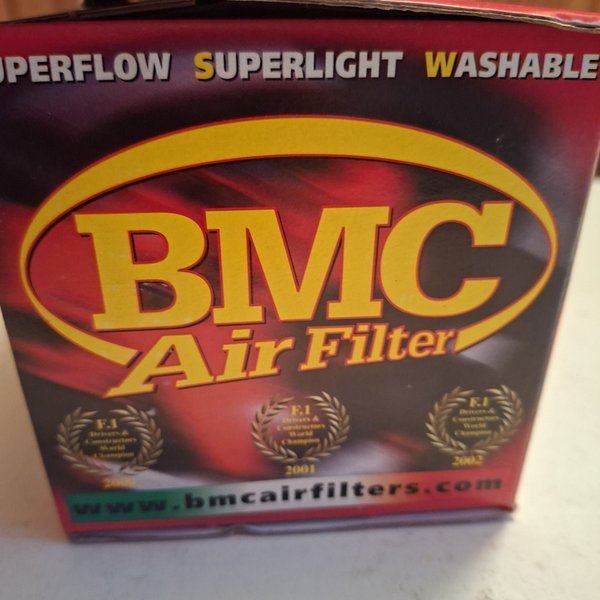 UPERFLOW SUPERLIGHT WASHABLE
BMC
Air Filter
F.1
Drivers &
Constructors
World
Champion
F.1
Drivers &
Constructors
World
Champion
2001
F.1
Drivers &
Constructors
World
Champion
2002
www.bmcairfilters.com